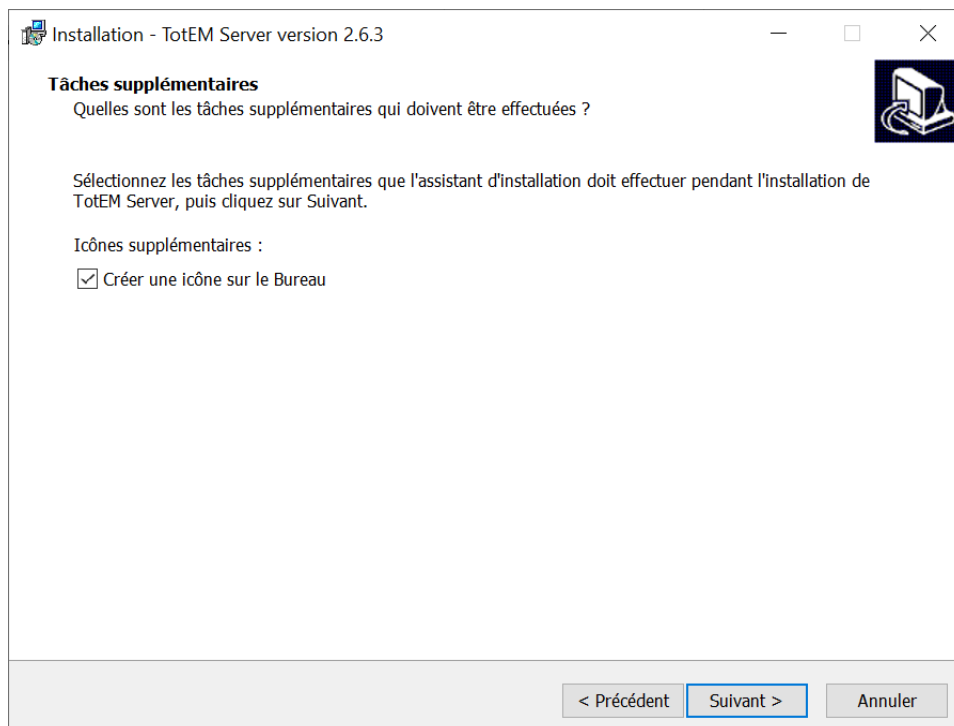 Installation - TotEM Server version 2.6.3
Tâches supplémentaires
Quelles sont les tâches supplémentaires qui doivent être effectuées ?
Sélectionnez les tâches supplémentaires que l'assistant d'installation doit effectuer pendant l'installation de
TotEM Server, puis cliquez sur Suivant.
Icônes supplémentaires :
Créer une icône sur le Bureau
< Précédent Suivant > Annuler